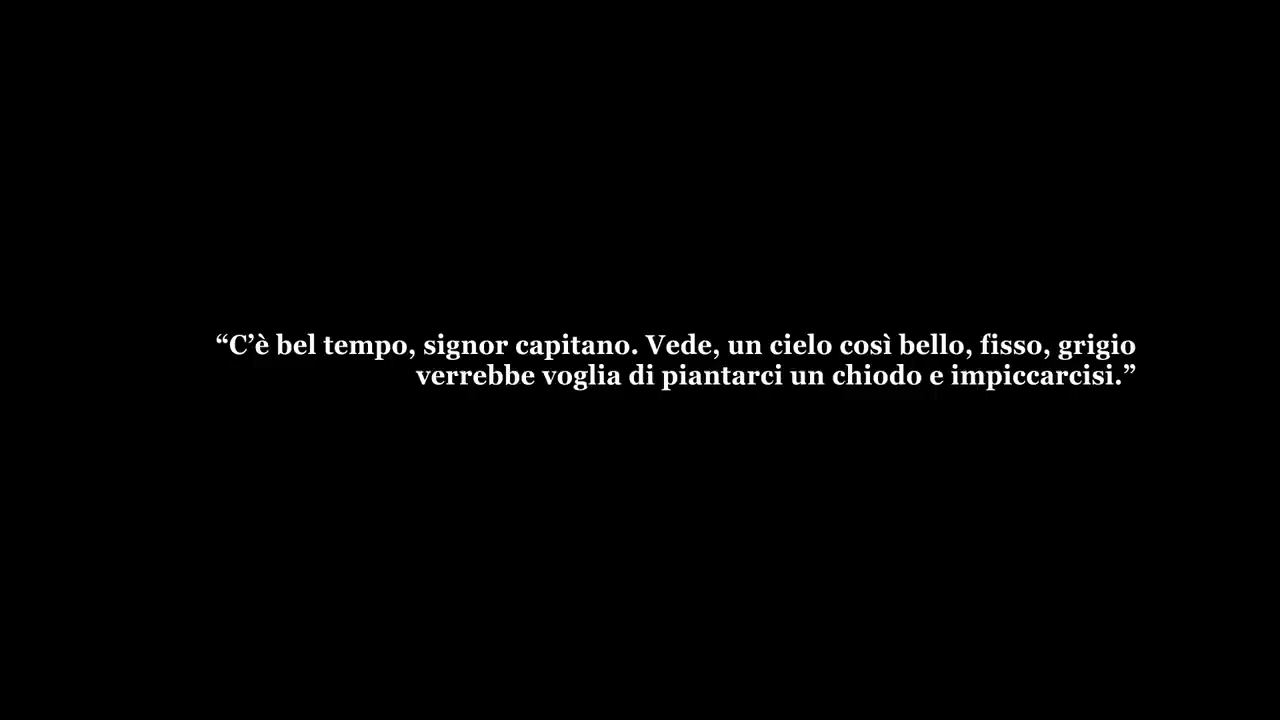 “C’è bel tempo, signor capitano. Vede, un cielo così bello, fisso, grigio
verrebbe voglia di piantarci un chiodo e impiccarcisi.”